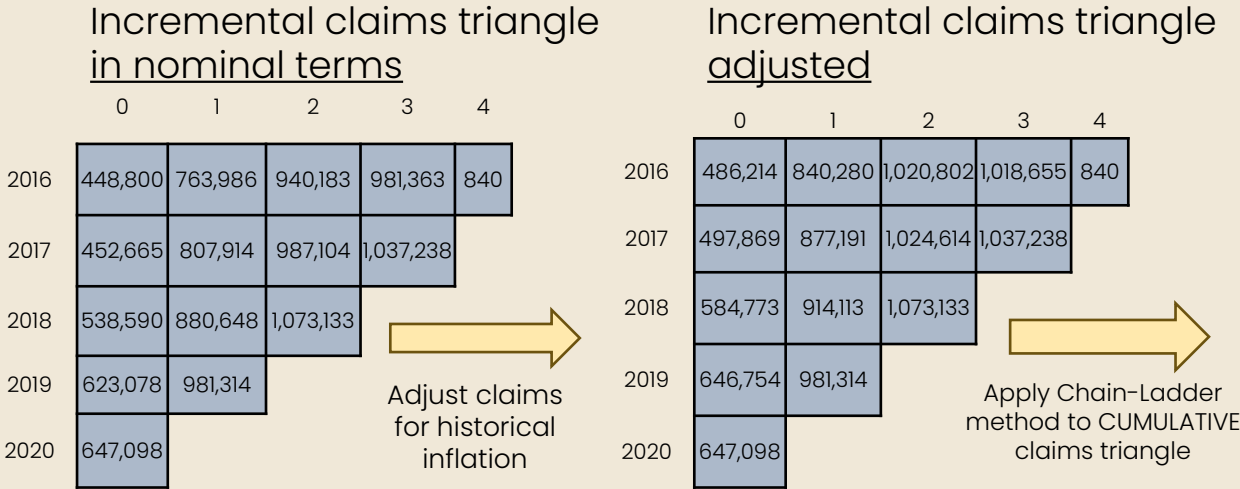 Incremental claims triangle
in nominal terms
0 1 2 3 4
2016 448,800 763,986 940,183 981,363 840
2017 452,665 807,914 987,104 1,037,238
2018 538,590 880,648 1,073,133
2019 623,078 981,314
2020 647,098
Adjust claims
for historical
inflation
Incremental claims triangle
adjusted
0 1 2 3 4
2016 486,214 840,280 1,020,802 1,018,655 840
2017 497,869 877,191 1,024,614 1,037,238
2018 584,773 914,113 1,073,133
2019 646,754 981,314
2020 647,098
Apply Chain-Ladder
method to CUMULATIVE
claims triangle